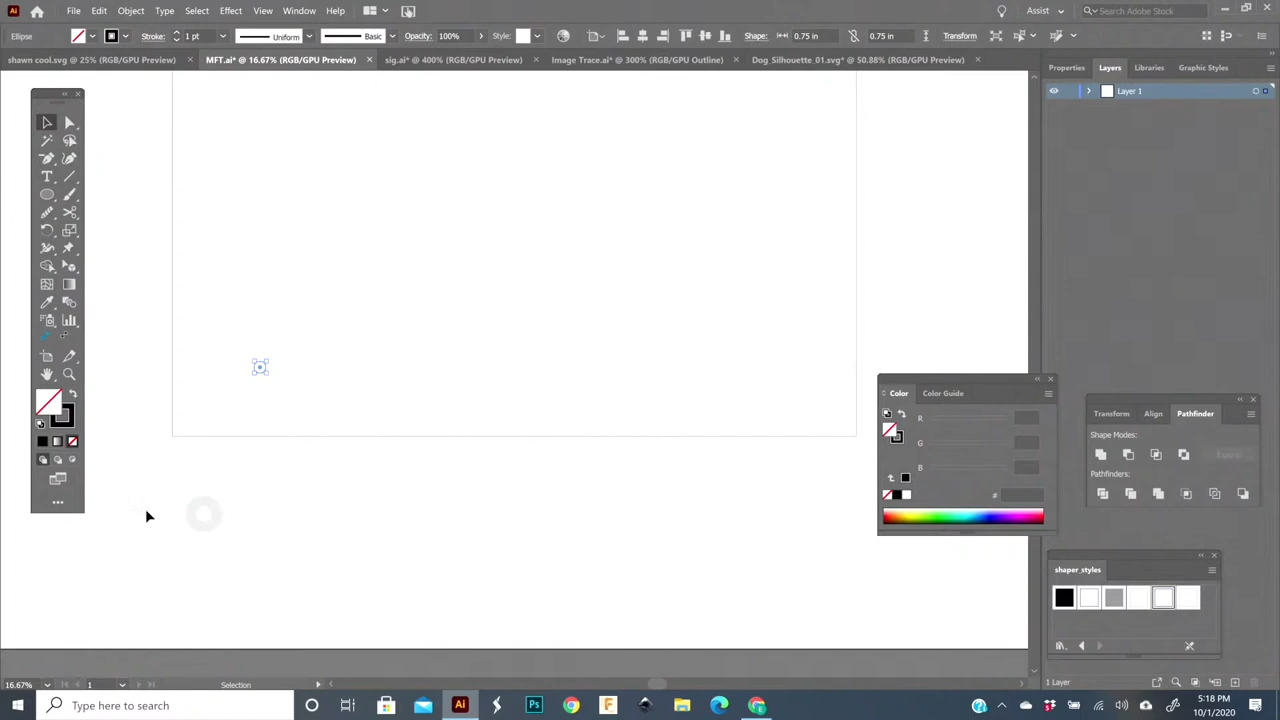 Ai File Edit Object Type Select Effect View Window Help Assist Search Adobe Stock
Ellipse Stroke: 1 pt Uniform Basic Opacity: 100% Style: Shape: 0.75 in 0.75 in Transform
shawn cool.svg @ 25% (RGB/GPU Preview) × MFT.ai* @ 16.67% (RGB/GPU Preview) × sig.ai* @ 400% (RGB/GPU Preview) × Image Trace.ai* @ 300% (RGB/GPU Outline) × Dog_Silhouette_01.svg* @ 50.88% (RGB/GPU Preview) ×
Properties Layers Libraries Graphic Styles
Layer 1
Color Color Guide
R
G
B
#
Transform Align Pathfinder
Shape Modes:
Pathfinders:
shaper_styles
16.67% 1 Selection
1 Layer
Type here to search
Ai Ps F E
5:18 PM
10/1/2020